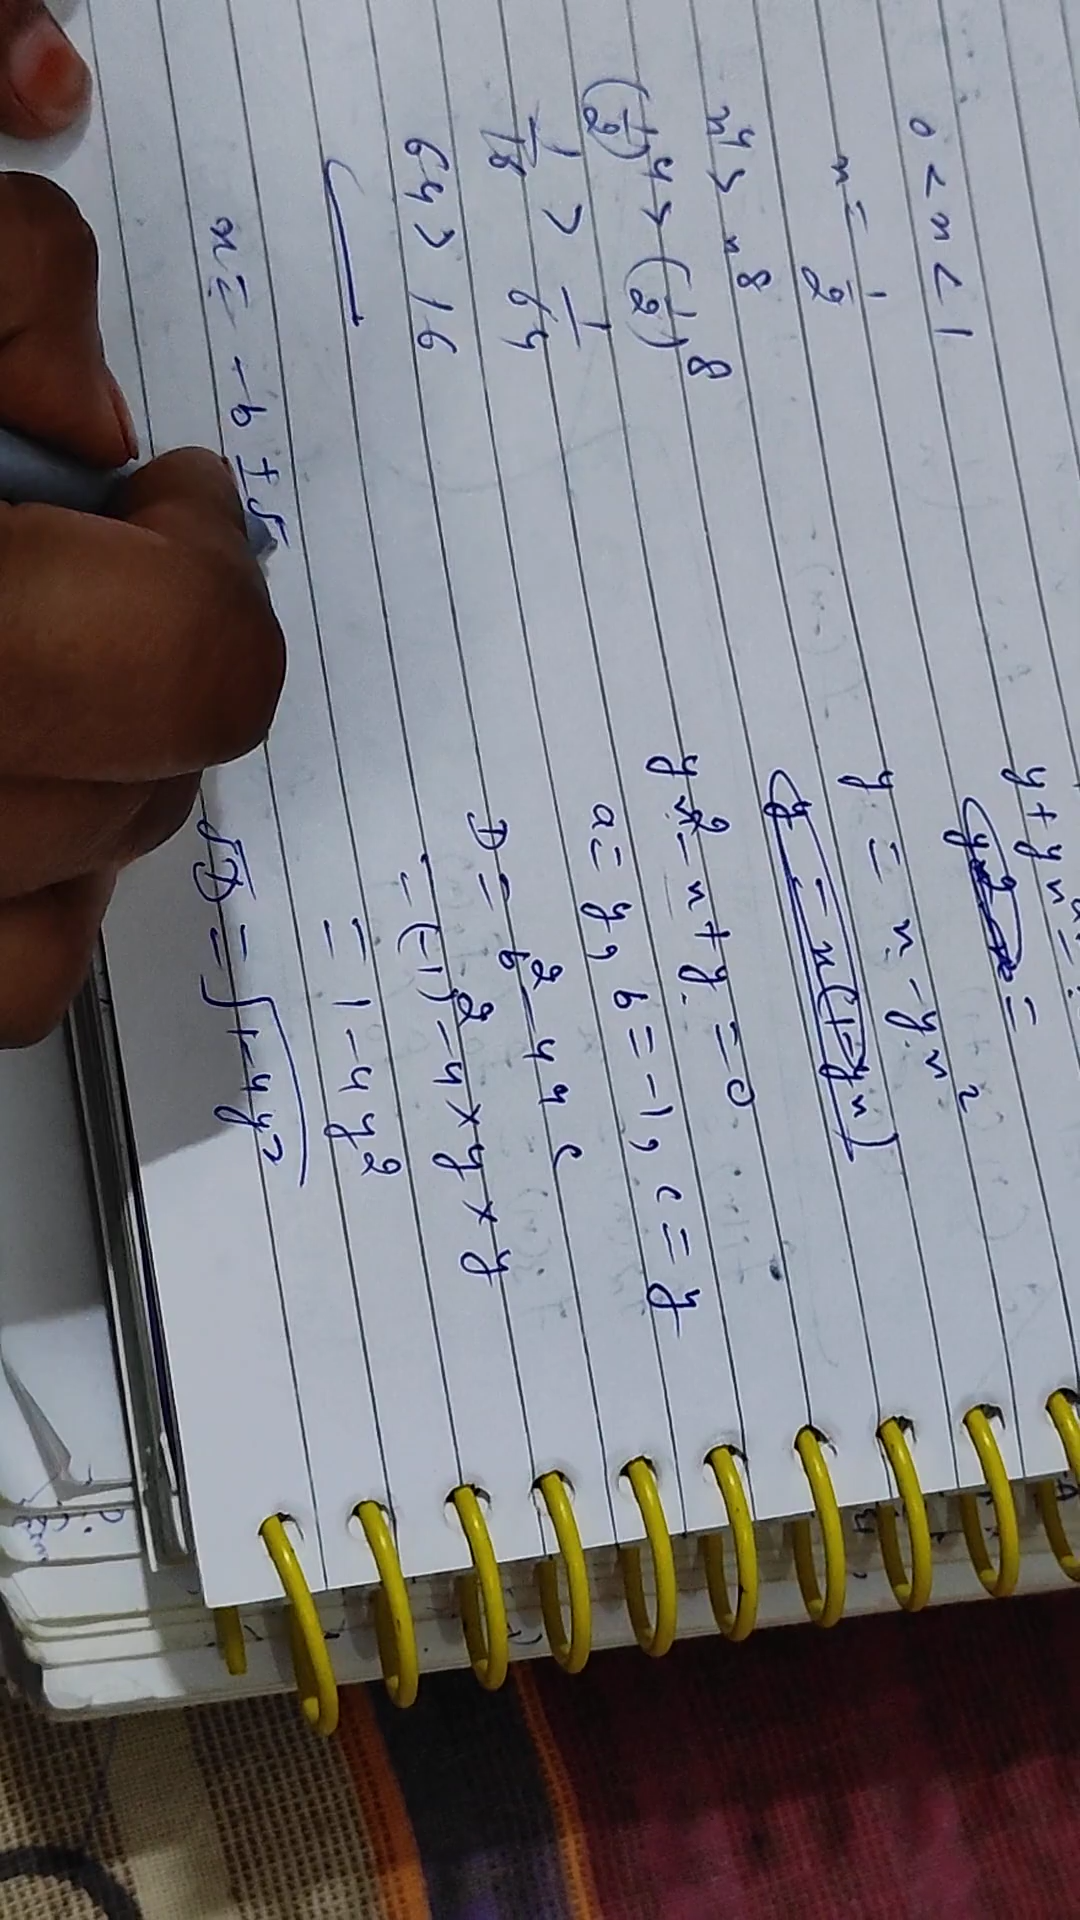 0 < x < 1
x = 1/2
x⁴ > x⁸
(1/2)⁴ > (1/2)⁸
1/16 > 1/64
64 > 16
x = -b ± √
y + yx² = x
y = x - yx²
y = x(1-yx)
yx² - x + y = 0
a = y, b = -1, c = y
D = b² - 4ac
= (-1)² - 4 × y × y
= 1 - 4y²
√D = √1-4y²